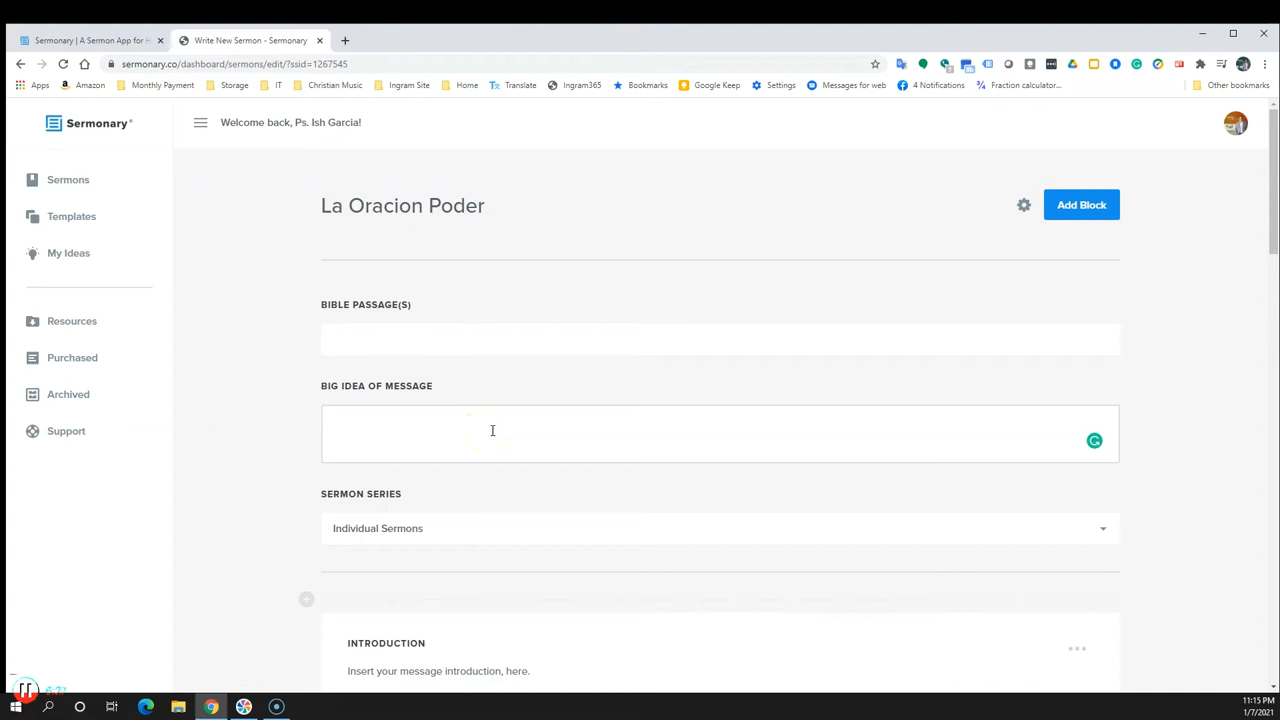 Sermonary | A Sermon App for H
Write New Sermon - Sermonary
sermonary.co/dashboard/sermons/edit/?ssid=1267545
Apps
Amazon
Monthly Payment
Storage
IT
Christian Music
Ingram Site
Home
Translate
Ingram365
Bookmarks
Google Keep
Settings
Messages for web
4 Notifications
Fraction calculator...
Other bookmarks
Sermonary
Welcome back, Ps. Ish Garcia!
Sermons
Templates
My Ideas
Resources
Purchased
Archived
Support
La Oracion Poder
Add Block
BIBLE PASSAGE(S)
BIG IDEA OF MESSAGE
SERMON SERIES
Individual Sermons
INTRODUCTION
Insert your message introduction, here.
11:15 PM
1/7/2021